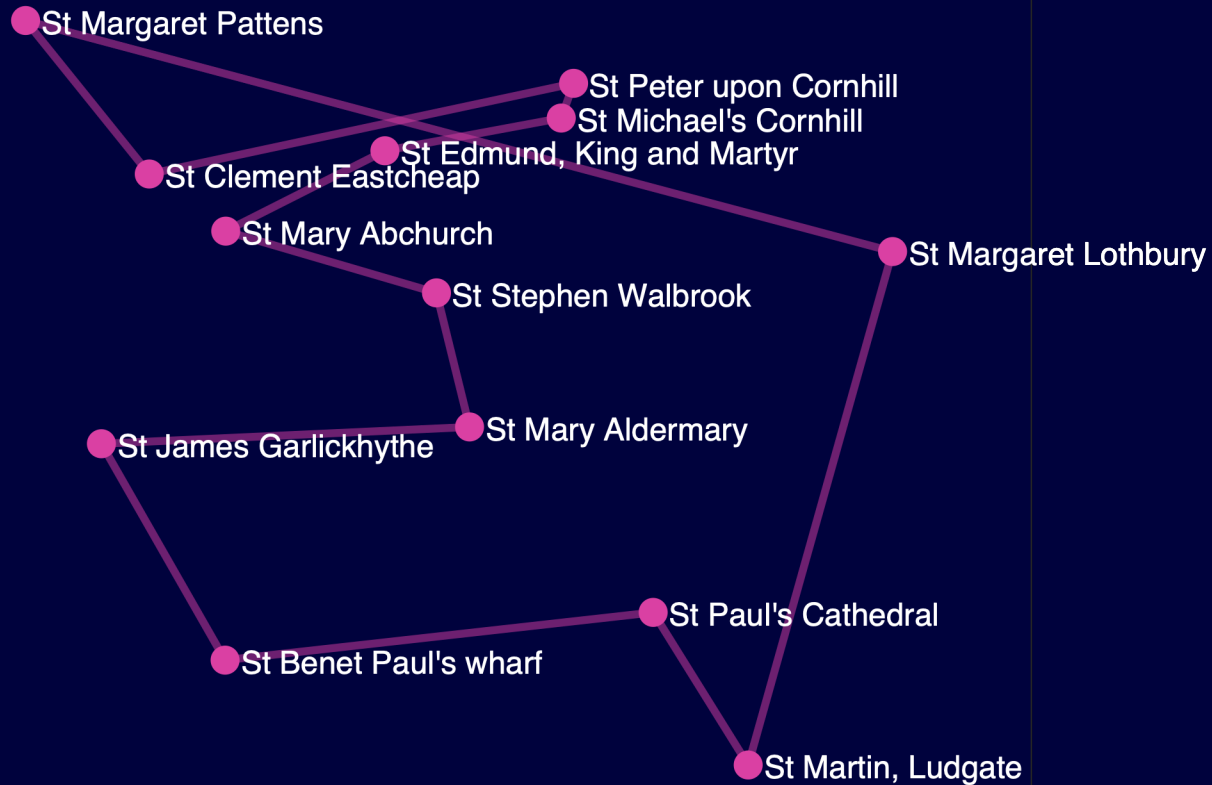 St Margaret Pattens
St Peter upon Cornhill
St Michael's Cornhill
St Edmund, King and Martyr
St Clement Eastcheap
St Mary Abchurch
St Margaret Lothbury
St Stephen Walbrook
St Mary Aldermary
St James Garlickhythe
St Paul's Cathedral
St Benet Paul's wharf
St Martin, Ludgate